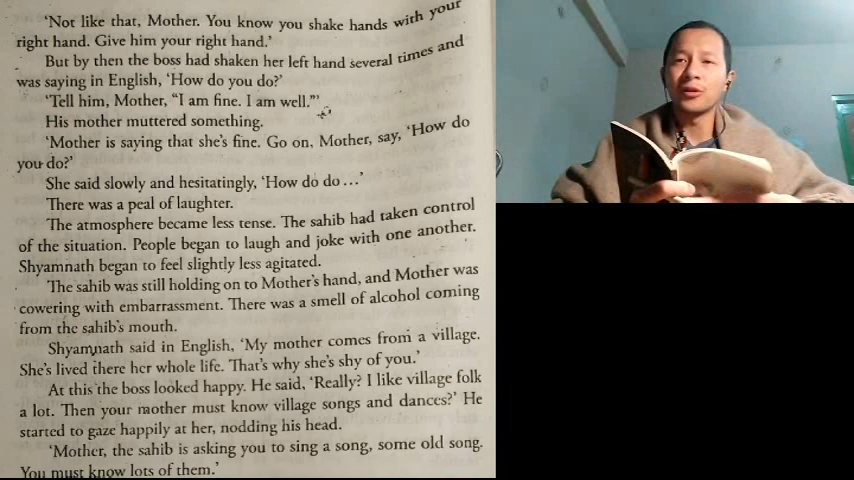 ‘Not like that, Mother. You know you shake hands with your
right hand. Give him your right hand.’
But by then the boss had shaken her left hand several times and
was saying in English, ‘How do you do?’
‘Tell him, Mother, “I am fine. I am well.”’
His mother muttered something.
‘Mother is saying that she’s fine. Go on, Mother, say, ‘How do
you do?’
She said slowly and hesitatingly, ‘How do do ...’
There was a peal of laughter.
The atmosphere became less tense. The sahib had taken control
of the situation. People began to laugh and joke with one another.
Shyamnath began to feel slightly less agitated.
The sahib was still holding on to Mother’s hand, and Mother was
cowering with embarrassment. There was a smell of alcohol coming
from the sahib’s mouth.
Shyamnath said in English, ‘My mother comes from a village.
She’s lived there her whole life. That’s why she’s shy of you.’
At this the boss looked happy. He said, ‘Really? I like village folk
a lot. Then your mother must know village songs and dances?’ He
started to gaze happily at her, nodding his head.
‘Mother, the sahib is asking you to sing a song, some old song.
You must know lots of them.’